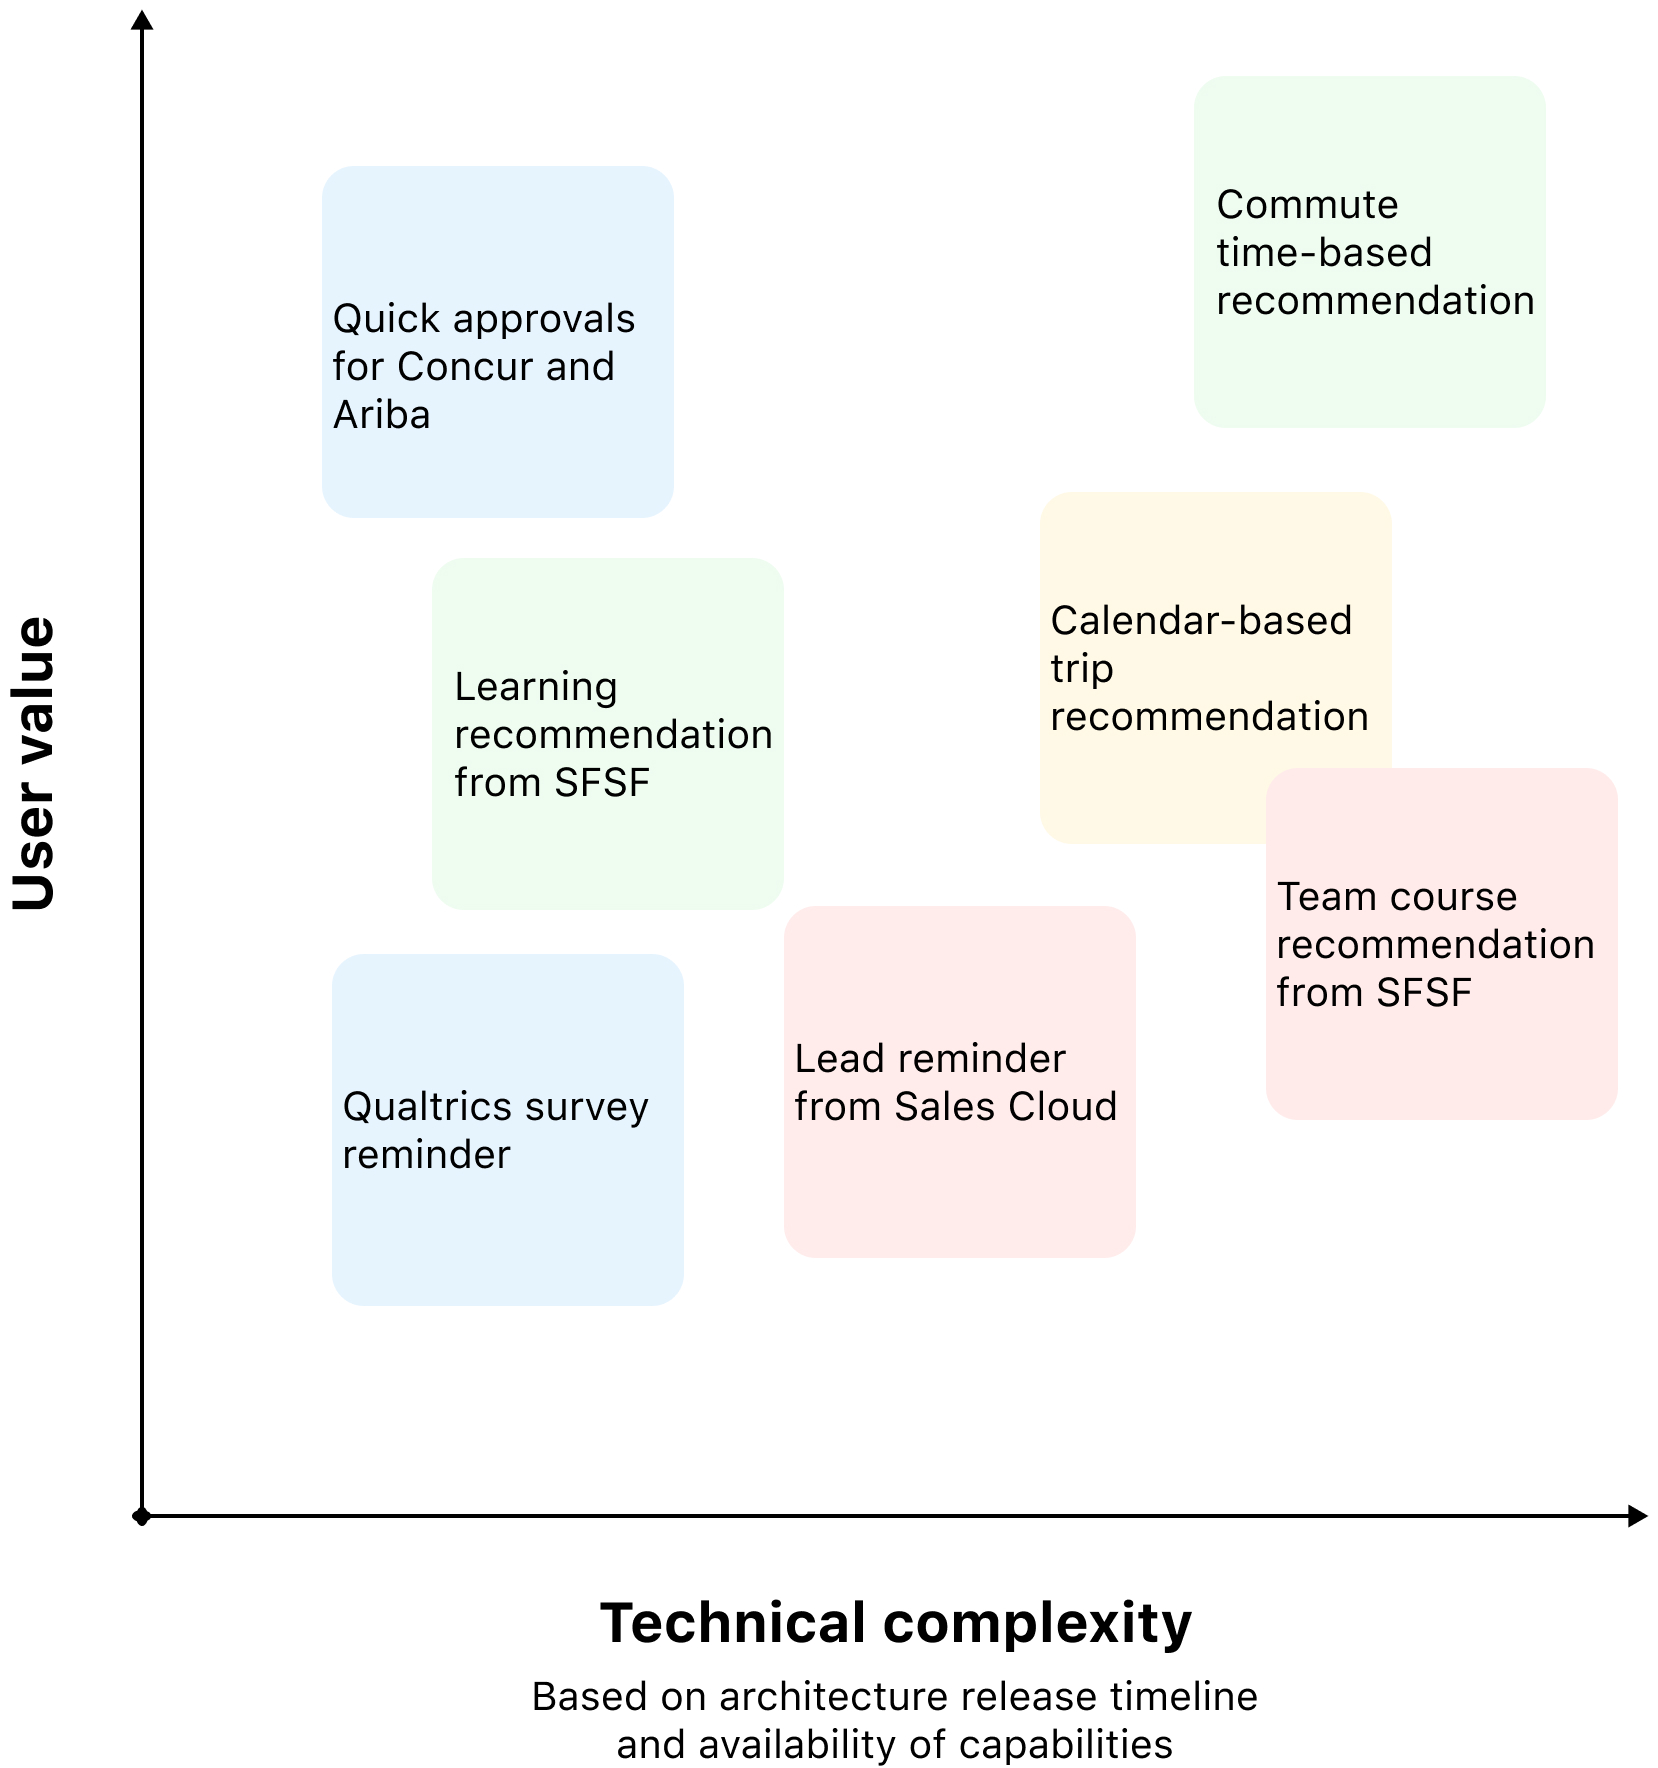 Commute
time-based
recommendation
Quick approvals
for Concur and
Ariba
Calendar-based
trip
recommendation
Learning
recommendation
from SFSF
Team course
recommendation
from SFSF
Lead reminder
from Sales Cloud
Qualtrics survey
reminder
User value
Technical complexity
Based on architecture release timeline
and availability of capabilities